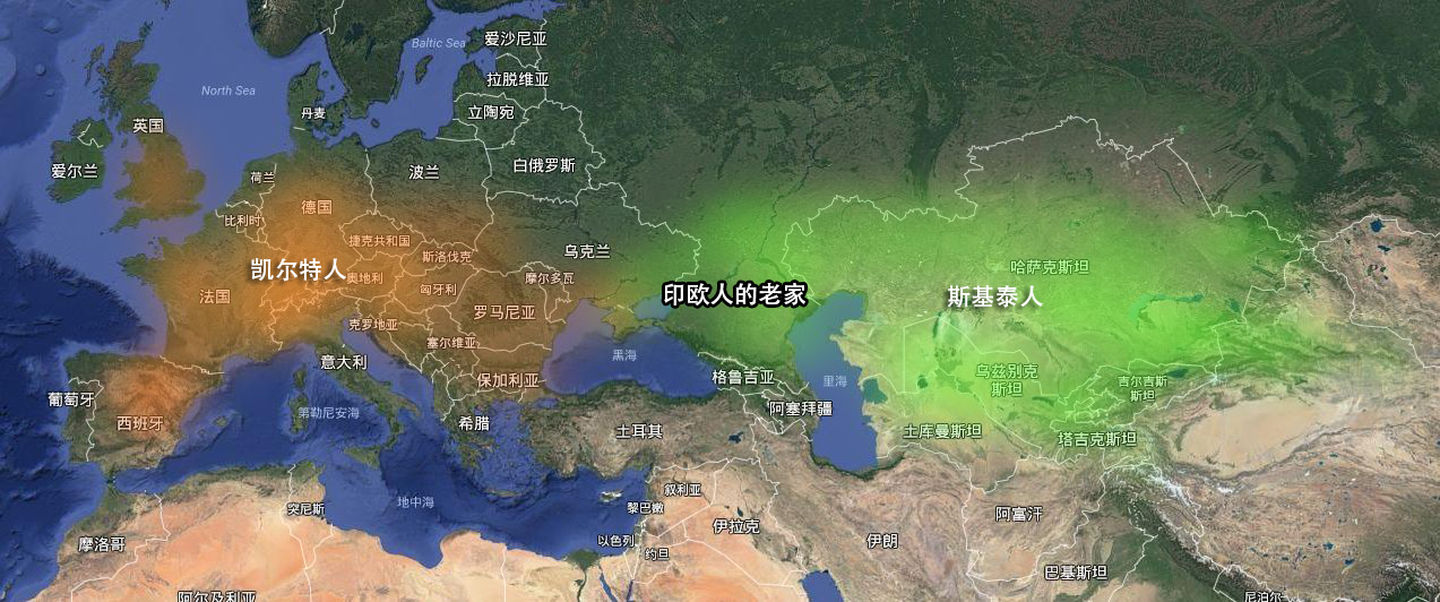 爱沙尼亚
Baltic Sea
拉脱维亚
North Sea
丹麦
立陶宛
英国
白俄罗斯
爱尔兰
波兰
荷兰
德国
比利时
捷克共和国
乌克兰
斯洛伐克
凯尔特人
奥地利
摩尔多瓦
哈萨克斯坦
匈牙利
法国
印欧人的老家
斯基泰人
罗马尼亚
克罗地亚
塞尔维亚
黑海
意大利
保加利亚
格鲁吉亚
里海
乌兹别克
斯坦
吉尔吉斯
斯坦
葡萄牙
第勒尼安海
阿塞拜疆
西班牙
希腊
土耳其
土库曼斯坦
塔吉克斯坦
地中海
叙利亚
突尼斯
黎巴嫩
阿富汗
伊拉克
摩洛哥
以色列
约旦
伊朗
巴基斯坦
阿尔及利亚
尼泊尔